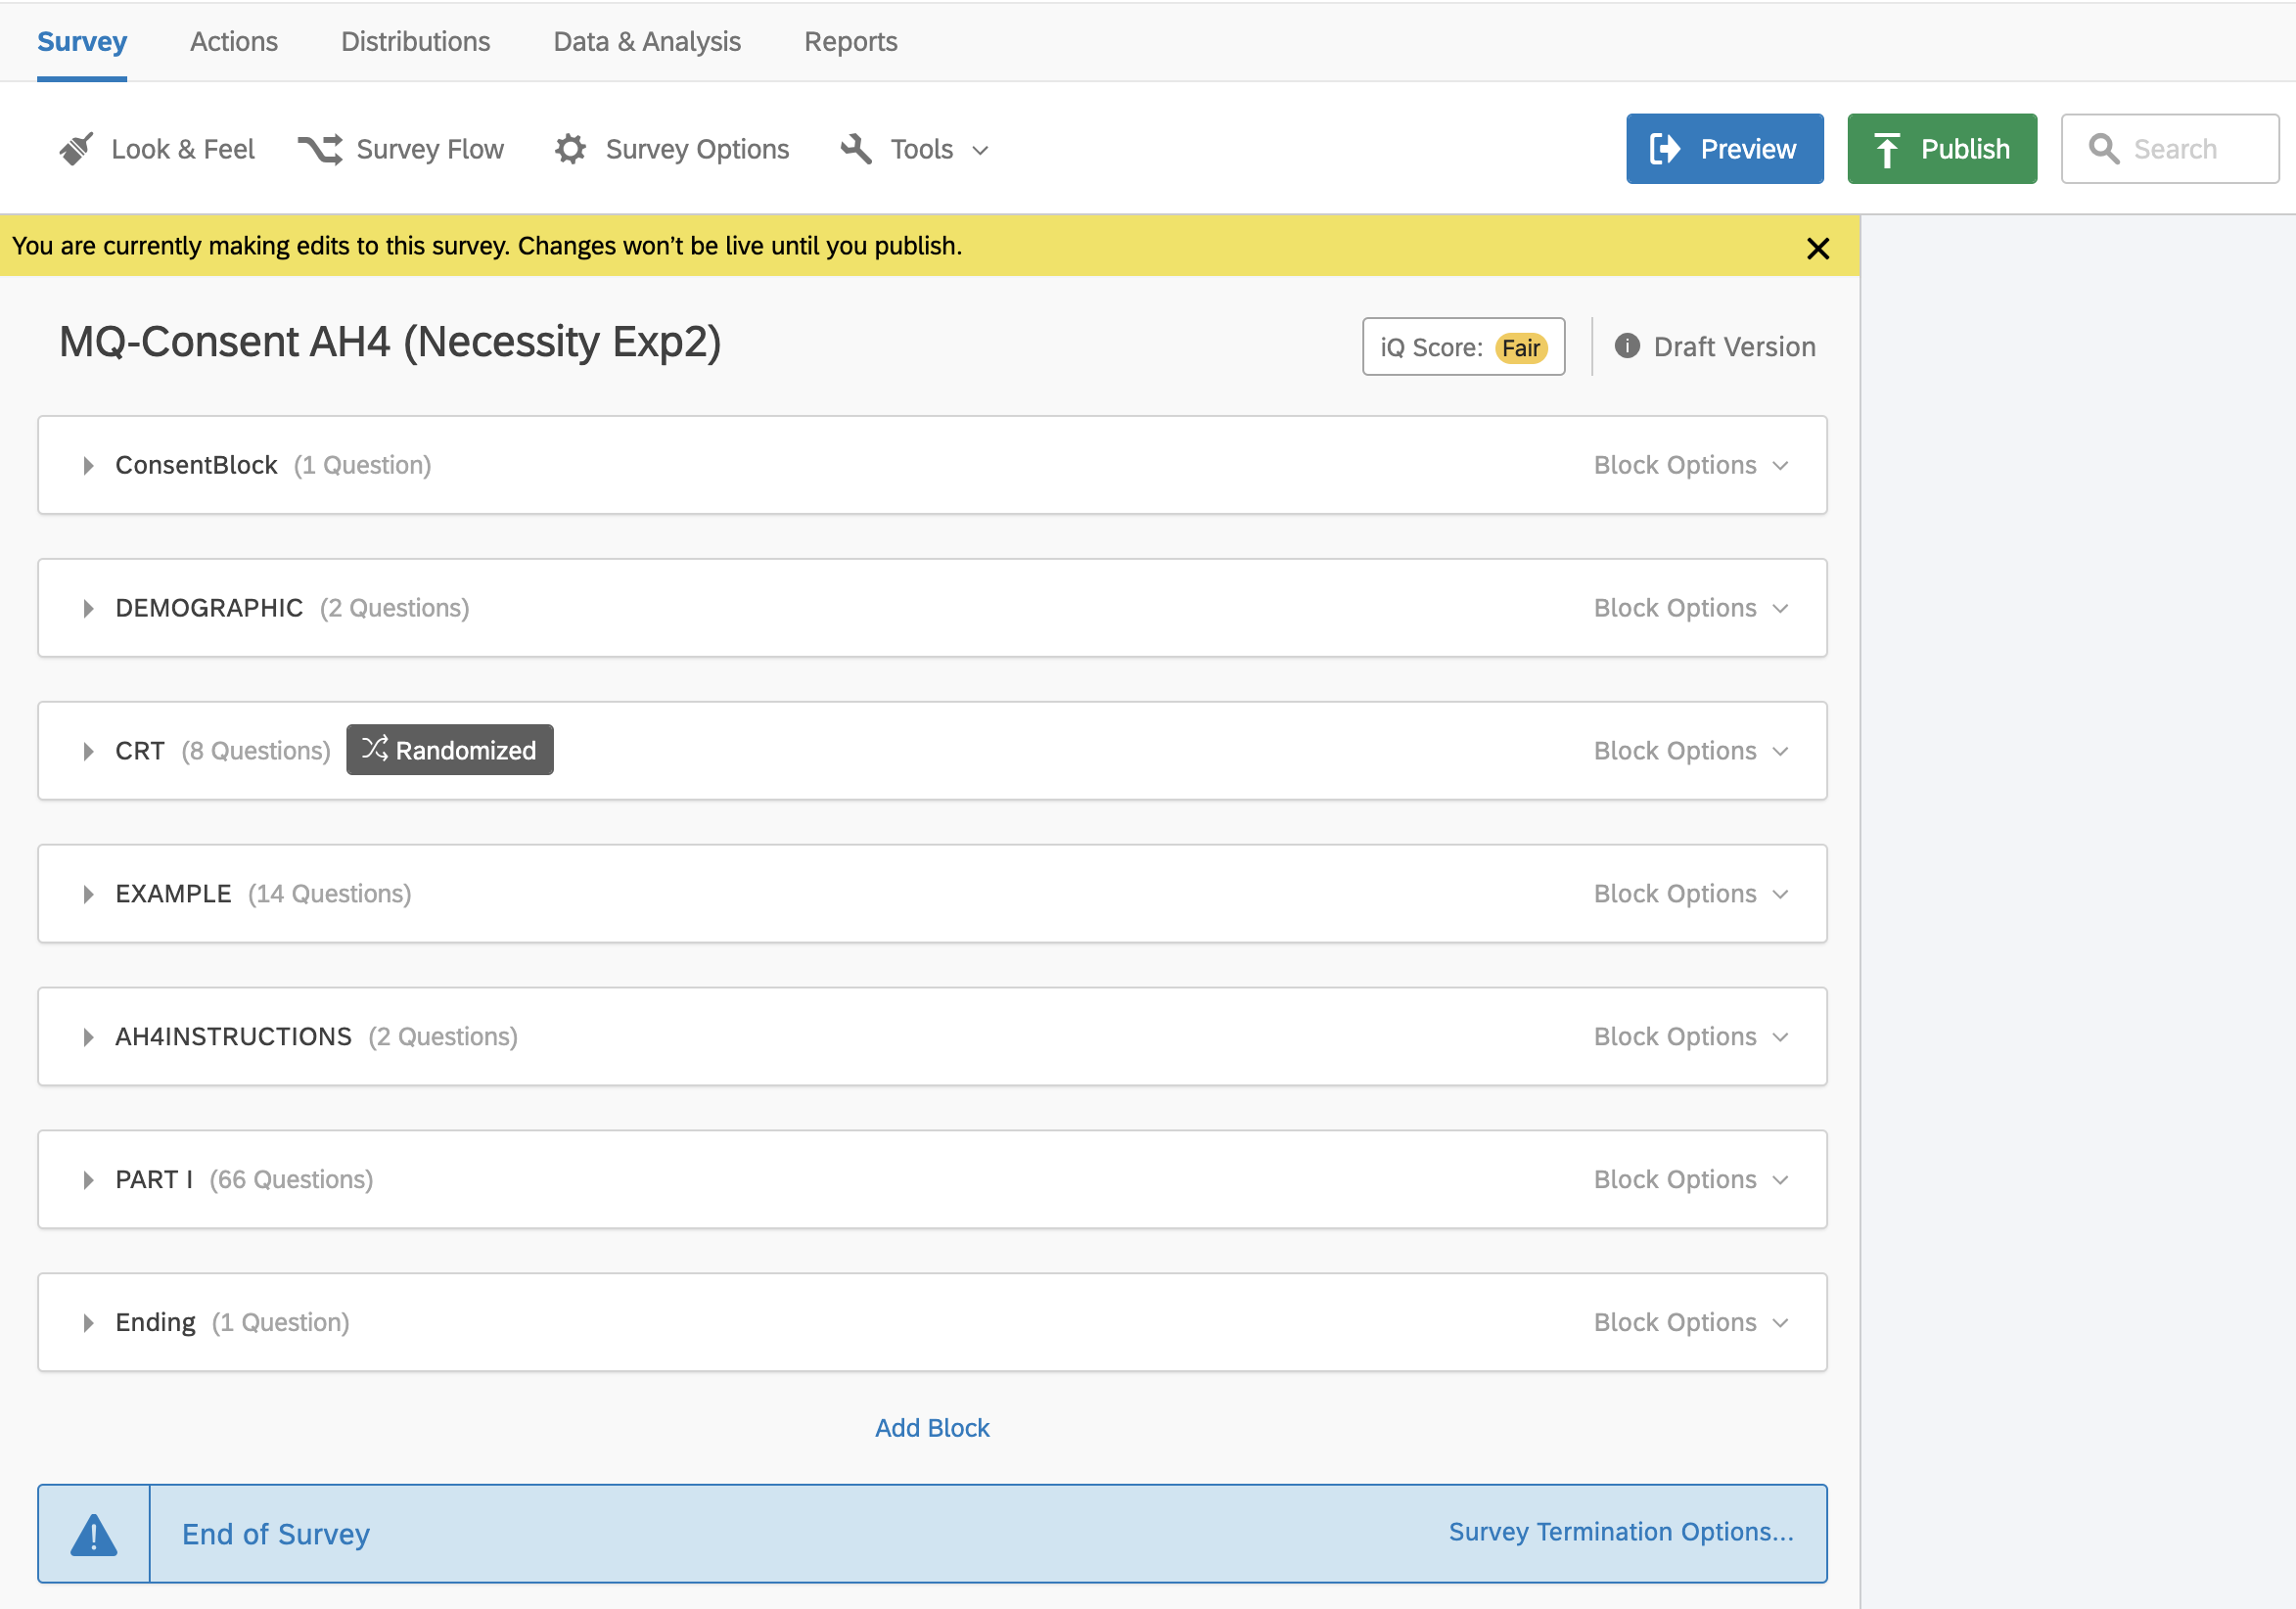 Survey Actions Distributions Data & Analysis Reports
Look & Feel Survey Flow Survey Options Tools Preview Publish Search
You are currently making edits to this survey. Changes won't be live until you publish.
MQ-Consent AH4 (Necessity Exp2) iQ Score: Fair Draft Version
ConsentBlock (1 Question) Block Options
DEMOGRAPHIC (2 Questions) Block Options
CRT (8 Questions) Randomized Block Options
EXAMPLE (14 Questions) Block Options
AH4INSTRUCTIONS (2 Questions) Block Options
PART I (66 Questions) Block Options
Ending (1 Question) Block Options
Add Block
End of Survey Survey Termination Options...